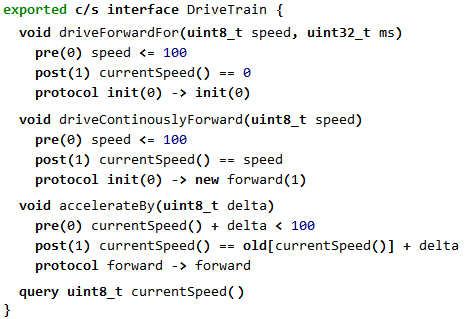 exported c/s interface DriveTrain {
void driveForwardFor(uint8_t speed, uint32_t ms)
pre(0) speed <= 100
post(1) currentSpeed() == 0
protocol init(0) -> init(0)
void driveContinouslyForward(uint8_t speed)
pre(0) speed <= 100
post(1) currentSpeed() == speed
protocol init(0) -> new forward(1)
void accelerateBy(uint8_t delta)
pre(0) currentSpeed() + delta < 100
post(1) currentSpeed() == old[currentSpeed()] + delta
protocol forward -> forward
query uint8_t currentSpeed()
}